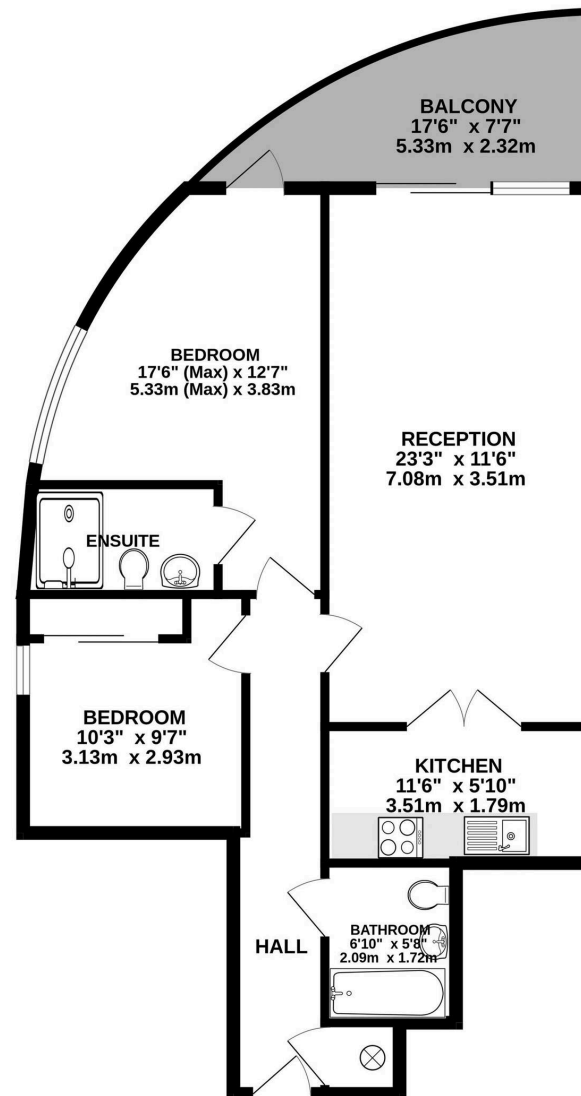 BALCONY
17'6" x 7'7"
5.33m x 2.32m
BEDROOM
17'6" (Max) x 12'7"
5.33m (Max) x 3.83m
RECEPTION
23'3" x 11'6"
7.08m x 3.51m
ENSUITE
BEDROOM
10'3" x 9'7"
3.13m x 2.93m
KITCHEN
11'6" x 5'10"
3.51m x 1.79m
BATHROOM
6'10" x 5'8"
2.09m x 1.72m
HALL